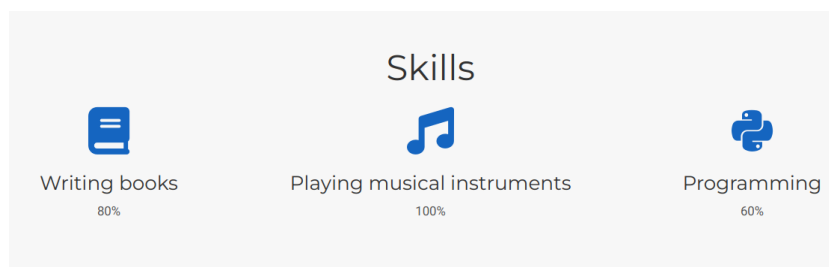 Skills
Writing books
80%
Playing musical instruments
100%
Programming
60%